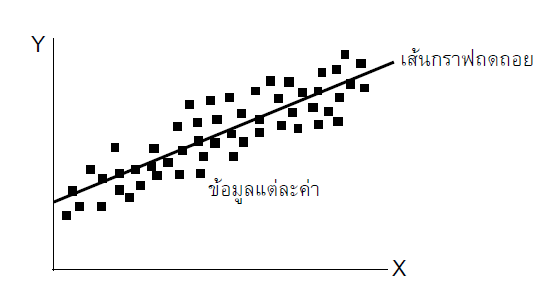 Y
เส้นกราฟถดถอย
ข้อมูลแต่ละค่า
X